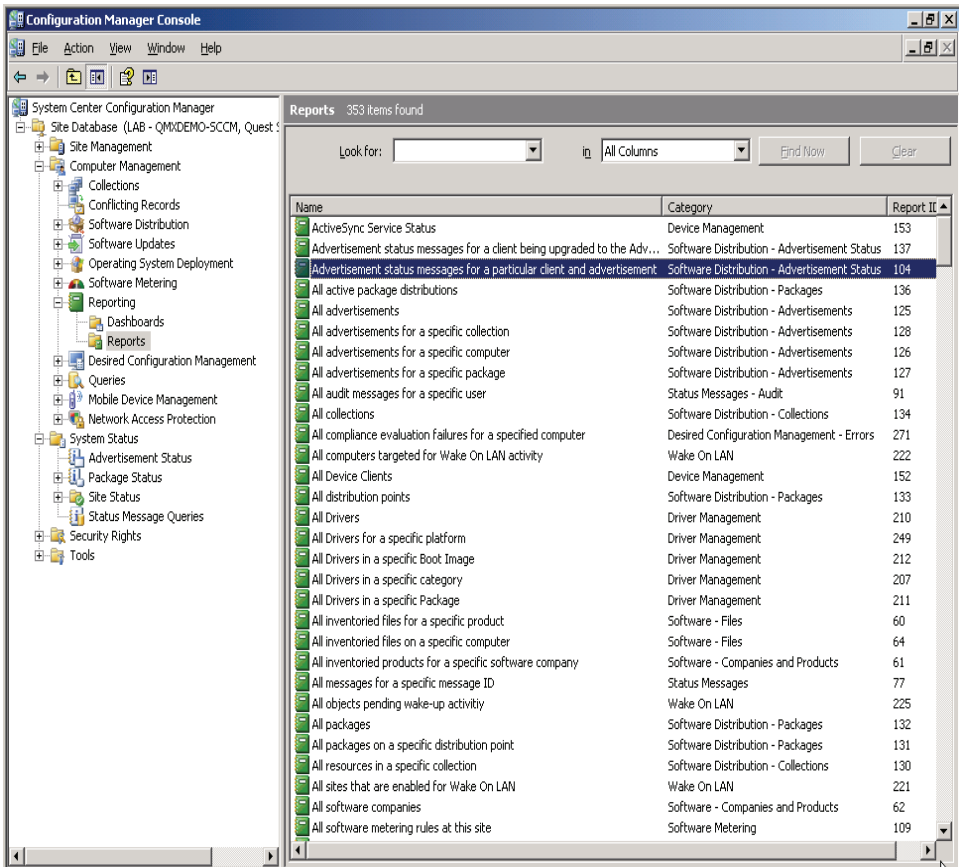 Configuration Manager Console
File Action View Window Help
System Center Configuration Manager
Site Database (LAB - QMXDEMO-SCCM, Quest S
Site Management
Computer Management
Collections
Conflicting Records
Software Distribution
Software Updates
Operating System Deployment
Software Metering
Reporting
Dashboards
Reports
Desired Configuration Management
Queries
Mobile Device Management
Network Access Protection
System Status
Advertisement Status
Package Status
Site Status
Status Message Queries
Security Rights
Tools
Reports 353 items found
Look for: in All Columns Find Now Clear
Name Category Report ID
ActiveSync Service Status Device Management 153
Advertisement status messages for a client being upgraded to the Adv... Software Distribution - Advertisement Status 137
Advertisement status messages for a particular client and advertisement Software Distribution - Advertisement Status 104
All active package distributions Software Distribution - Packages 136
All advertisements Software Distribution - Advertisements 125
All advertisements for a specific collection Software Distribution - Advertisements 128
All advertisements for a specific computer Software Distribution - Advertisements 126
All advertisements for a specific package Software Distribution - Advertisements 127
All audit messages for a specific user Status Messages - Audit 91
All collections Software Distribution - Collections 134
All compliance evaluation failures for a specified computer Desired Configuration Management - Errors 271
All computers targeted for Wake On LAN activity Wake On LAN 222
All Device Clients Device Management 152
All distribution points Software Distribution - Packages 133
All Drivers Driver Management 210
All Drivers for a specific platform Driver Management 249
All Drivers in a specific Boot Image Driver Management 212
All Drivers in a specific category Driver Management 207
All Drivers in a specific Package Driver Management 211
All inventoried files for a specific product Software - Files 60
All inventoried files on a specific computer Software - Files 64
All inventoried products for a specific software company Software - Companies and Products 61
All messages for a specific message ID Status Messages 77
All objects pending wake-up activitiy Wake On LAN 225
All packages Software Distribution - Packages 132
All packages on a specific distribution point Software Distribution - Packages 131
All resources in a specific collection Software Distribution - Collections 130
All sites that are enabled for Wake On LAN Wake On LAN 221
All software companies Software - Companies and Products 62
All software metering rules at this site Software Metering 109